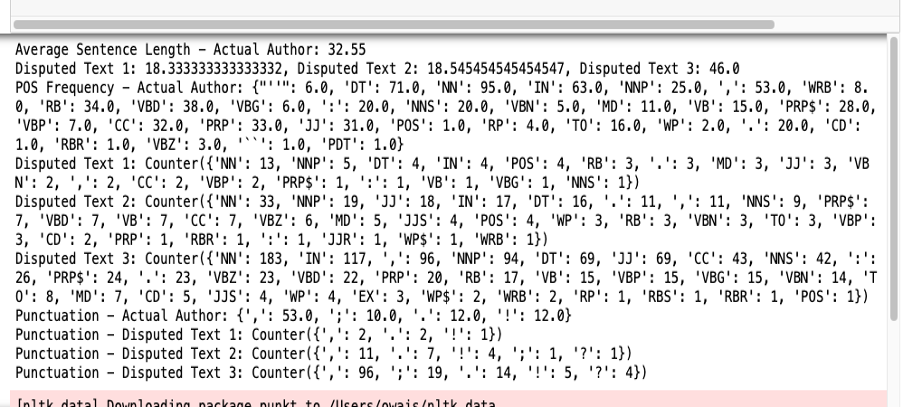 Average Sentence Length – Actual Author: 32.55
Disputed Text 1: 18.333333333333332, Disputed Text 2: 18.545454545454547, Disputed Text 3: 46.0
POS Frequency – Actual Author: {"''": 6.0, 'DT': 71.0, 'NN': 95.0, 'IN': 63.0, 'NNP': 25.0, ',': 53.0, 'WRB': 8.
0, 'RB': 34.0, 'VBD': 38.0, 'VBG': 6.0, ':': 20.0, 'NNS': 20.0, 'VBN': 5.0, 'MD': 11.0, 'VB': 15.0, 'PRP$': 28.0,
'VBP': 7.0, 'CC': 32.0, 'PRP': 33.0, 'JJ': 31.0, 'POS': 1.0, 'RP': 4.0, 'TO': 16.0, 'WP': 2.0, '.': 20.0, 'CD':
1.0, 'RBR': 1.0, 'VBZ': 3.0, '``': 1.0, 'PDT': 1.0}
Disputed Text 1: Counter({'NN': 13, 'NNP': 5, 'DT': 4, 'IN': 4, 'POS': 4, 'RB': 3, '.': 3, 'MD': 3, 'JJ': 3, 'VB
N': 2, ',': 2, 'CC': 2, 'VBP': 2, 'PRP$': 1, ':': 1, 'VB': 1, 'VBG': 1, 'NNS': 1})
Disputed Text 2: Counter({'NN': 33, 'NNP': 19, 'JJ': 18, 'IN': 17, 'DT': 16, '.': 11, ',': 11, 'NNS': 9, 'PRP$':
7, 'VBD': 7, 'VB': 7, 'CC': 7, 'VBZ': 6, 'MD': 5, 'JJS': 4, 'POS': 4, 'WP': 3, 'RB': 3, 'VBN': 3, 'TO': 3, 'VBP':
3, 'CD': 2, 'PRP': 1, 'RBR': 1, ':': 1, 'JJR': 1, 'WP$': 1, 'WRB': 1})
Disputed Text 3: Counter({'NN': 183, 'IN': 117, ',': 96, 'NNP': 94, 'DT': 69, 'JJ': 69, 'CC': 43, 'NNS': 42, ':':
26, 'PRP$': 24, '.': 23, 'VBZ': 23, 'VBD': 22, 'PRP': 20, 'RB': 17, 'VB': 15, 'VBP': 15, 'VBG': 15, 'VBN': 14, 'T
O': 8, 'MD': 7, 'CD': 5, 'JJS': 4, 'WP': 4, 'EX': 3, 'WP$': 2, 'WRB': 2, 'RP': 1, 'RBS': 1, 'RBR': 1, 'POS': 1})
Punctuation – Actual Author: {',': 53.0, ';': 10.0, '.': 12.0, '!': 12.0}
Punctuation – Disputed Text 1: Counter({',': 2, '.': 2, '!': 1})
Punctuation – Disputed Text 2: Counter({',': 11, '.': 7, '!': 4, ';': 1, '?': 1})
Punctuation – Disputed Text 3: Counter({',': 96, ';': 19, '.': 14, '!': 5, '?': 4})
[nltk_data] Downloading package punkt to /Users/owais/nltk_data